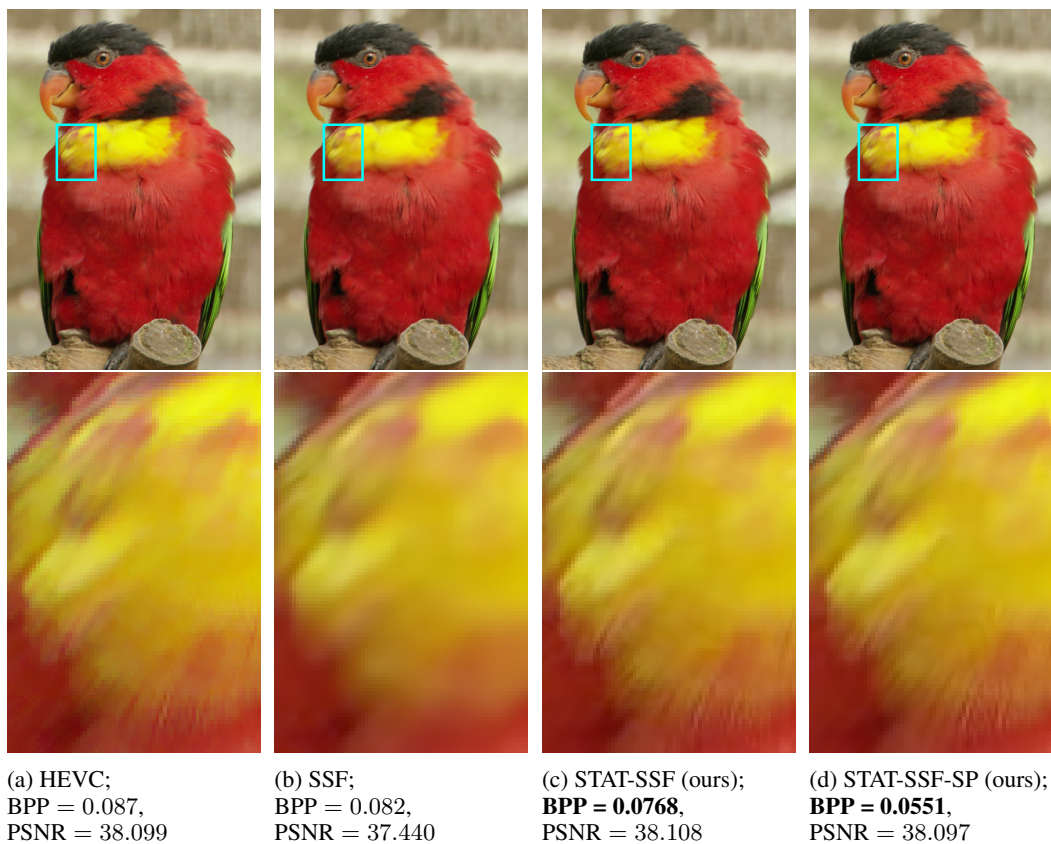 (a) HEVC;
BPP = 0.087,
PSNR = 38.099
(b) SSF;
BPP = 0.082,
PSNR = 37.440
(c) STAT-SSF (ours);
BPP = 0.0768,
PSNR = 38.108
(d) STAT-SSF-SP (ours);
BPP = 0.0551,
PSNR = 38.097